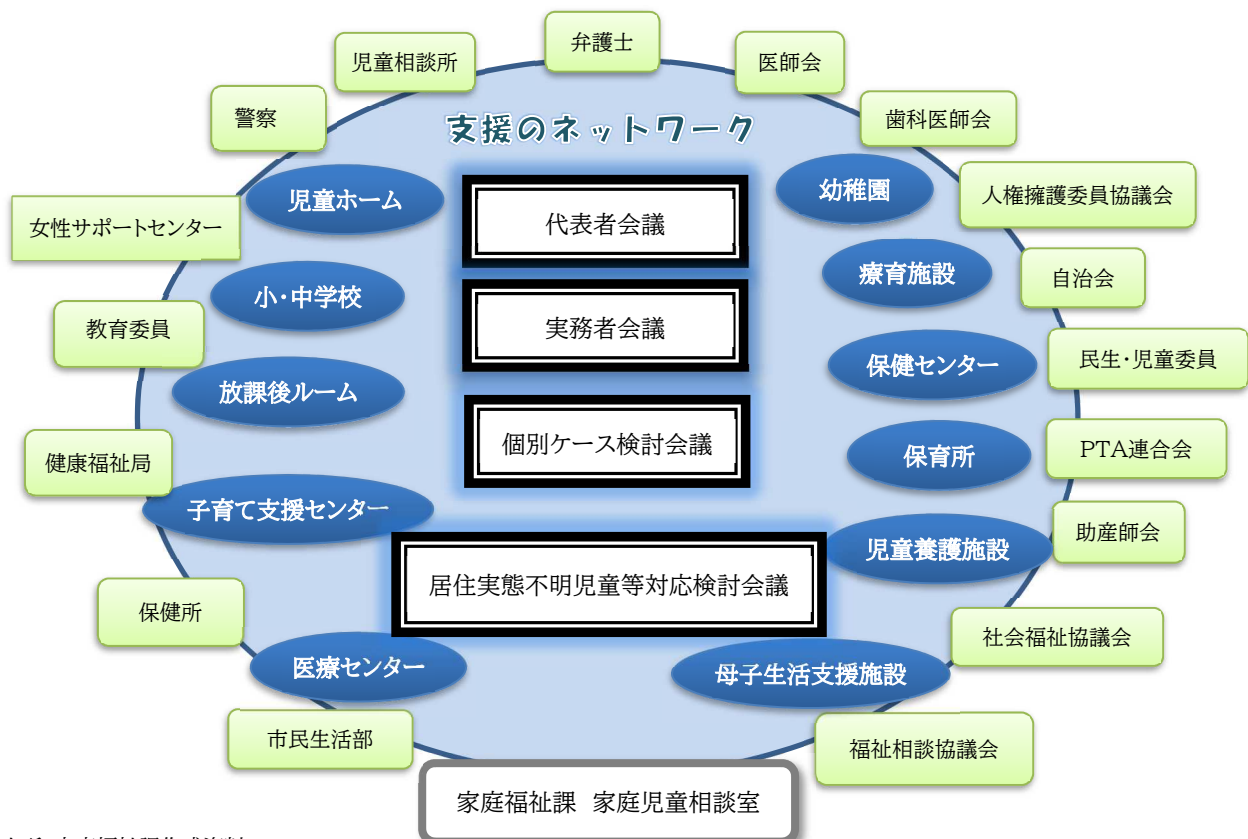 弁護士
児童相談所
医師会
警察
歯科医師会
支援のネットワーク
児童ホーム
代表者会議
幼稚園
人権擁護委員協議会
女性サポートセンター
小・中学校
療育施設
自治会
教育委員
実務者会議
放課後ルーム
保健センター
民生・児童委員
健康福祉局
個別ケース検討会議
保育所
PTA連合会
子育て支援センター
児童養護施設
助産師会
居住実態不明児童等対応検討会議
保健所
社会福祉協議会
医療センター
母子生活支援施設
市民生活部
福祉相談協議会
家庭福祉課 家庭児童相談室